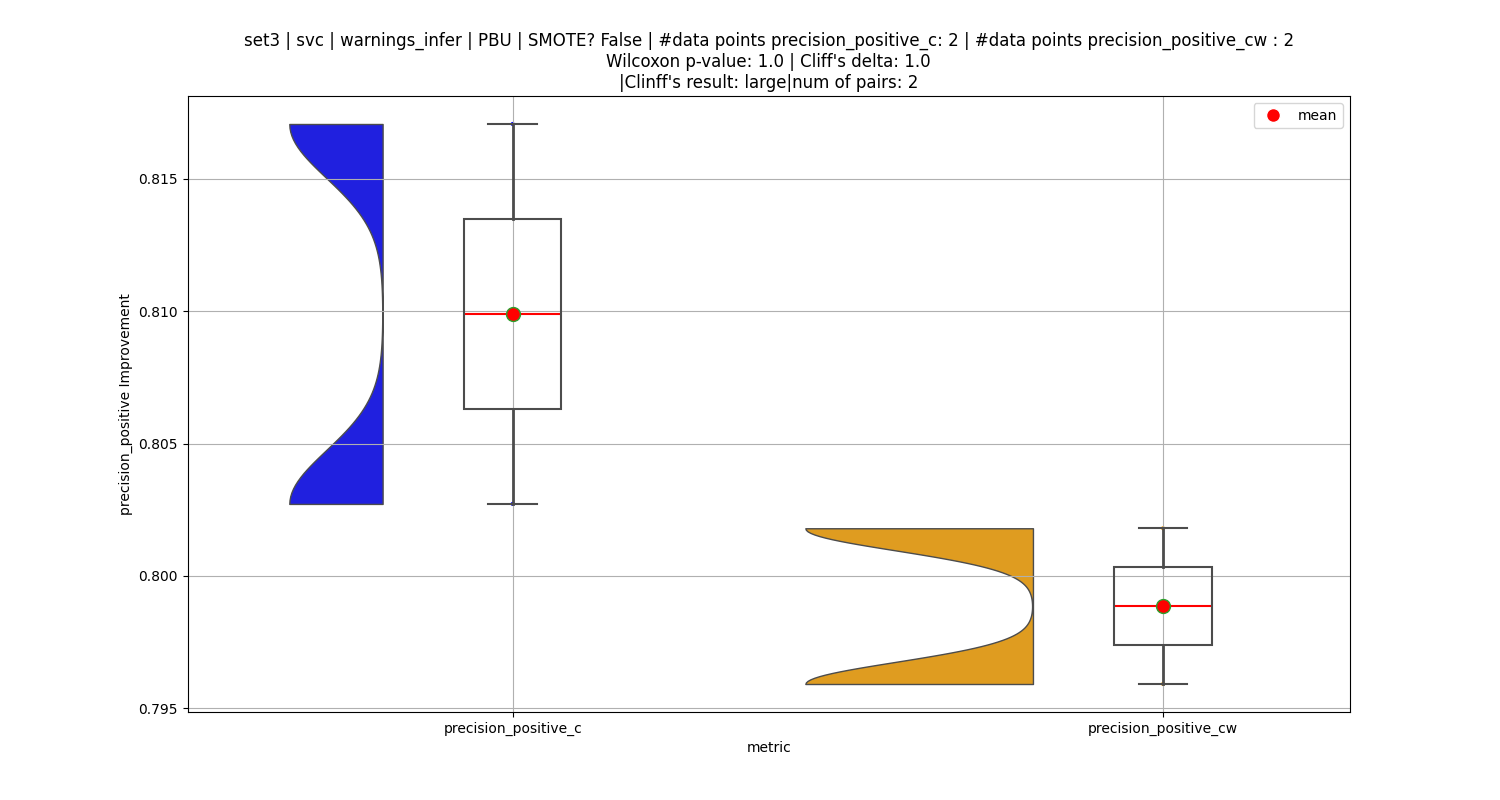 set3 | svc | warnings_infer | PBU | SMOTE? False | #data points precision_positive_c: 2 | #data points precision_positive_cw : 2
Wilcoxon p-value: 1.0 | Cliff's delta: 1.0
|Clinff's result: large|num of pairs: 2
mean
precision_positive Improvement
0.815
0.810
0.805
0.800
0.795
precision_positive_c
precision_positive_cw
metric